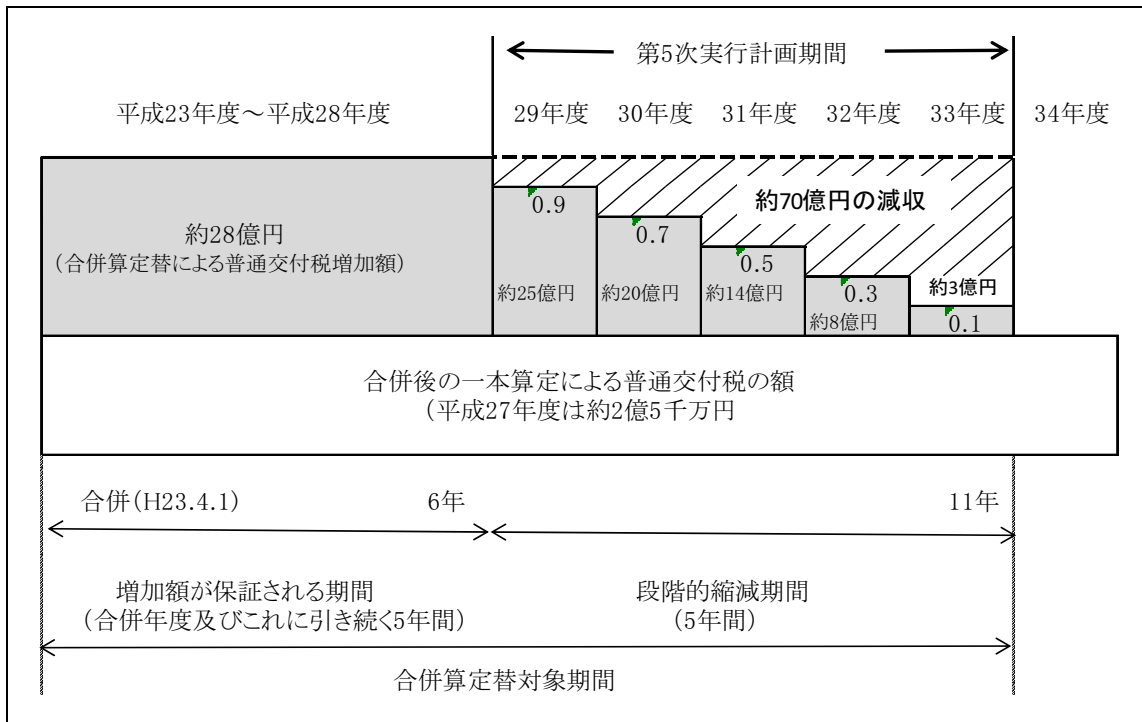 第5次実行計画期間
平成23年度～平成28年度
29年度
30年度
31年度
32年度
33年度
34年度
約28億円
（合併算定替による普通交付税増加額）
約70億円の減収
0.9
約25億円
0.7
約20億円
0.5
約14億円
0.3
約8億円
約3億円
0.1
合併後の一本算定による普通交付税の額
（平成27年度は約2億5千万円
合併（H23.4.1）
6年
11年
増加額が保証される期間
（合併年度及びこれに引き続く5年間）
段階的縮減期間
（5年間）
合併算定替対象期間